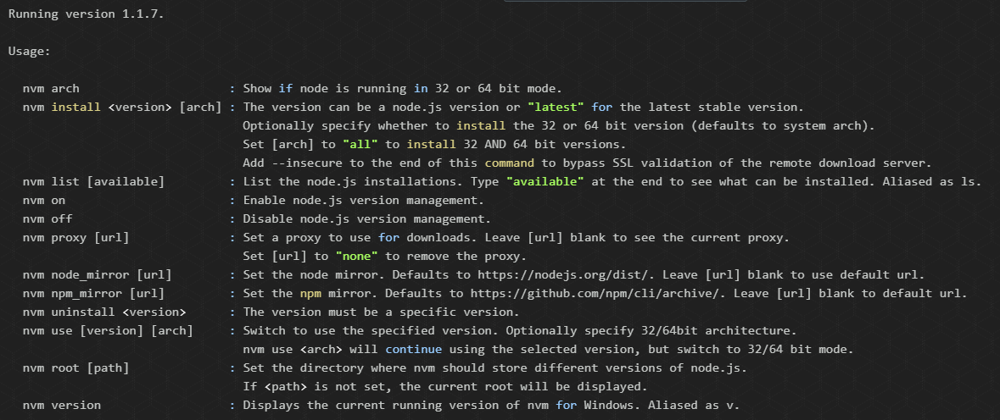 Running version 1.1.7.
Usage:
nvm arch : Show if node is running in 32 or 64 bit mode.
nvm install <version> [arch] : The version can be a node.js version or "latest" for the latest stable version.
Optionally specify whether to install the 32 or 64 bit version (defaults to system arch).
Set [arch] to "all" to install 32 AND 64 bit versions.
Add --insecure to the end of this command to bypass SSL validation of the remote download server.
nvm list [available] : List the node.js installations. Type "available" at the end to see what can be installed. Aliased as ls.
nvm on : Enable node.js version management.
nvm off : Disable node.js version management.
nvm proxy [url] : Set a proxy to use for downloads. Leave [url] blank to see the current proxy.
Set [url] to "none" to remove the proxy.
nvm node_mirror [url] : Set the node mirror. Defaults to https://nodejs.org/dist/. Leave [url] blank to use default url.
nvm npm_mirror [url] : Set the npm mirror. Defaults to https://github.com/npm/cli/archive/. Leave [url] blank to default url.
nvm uninstall <version> : The version must be a specific version.
nvm use [version] [arch] : Switch to use the specified version. Optionally specify 32/64bit architecture.
nvm use <arch> will continue using the selected version, but switch to 32/64 bit mode.
nvm root [path] : Set the directory where nvm should store different versions of node.js.
If <path> is not set, the current root will be displayed.
nvm version : Displays the current running version of nvm for Windows. Aliased as v.